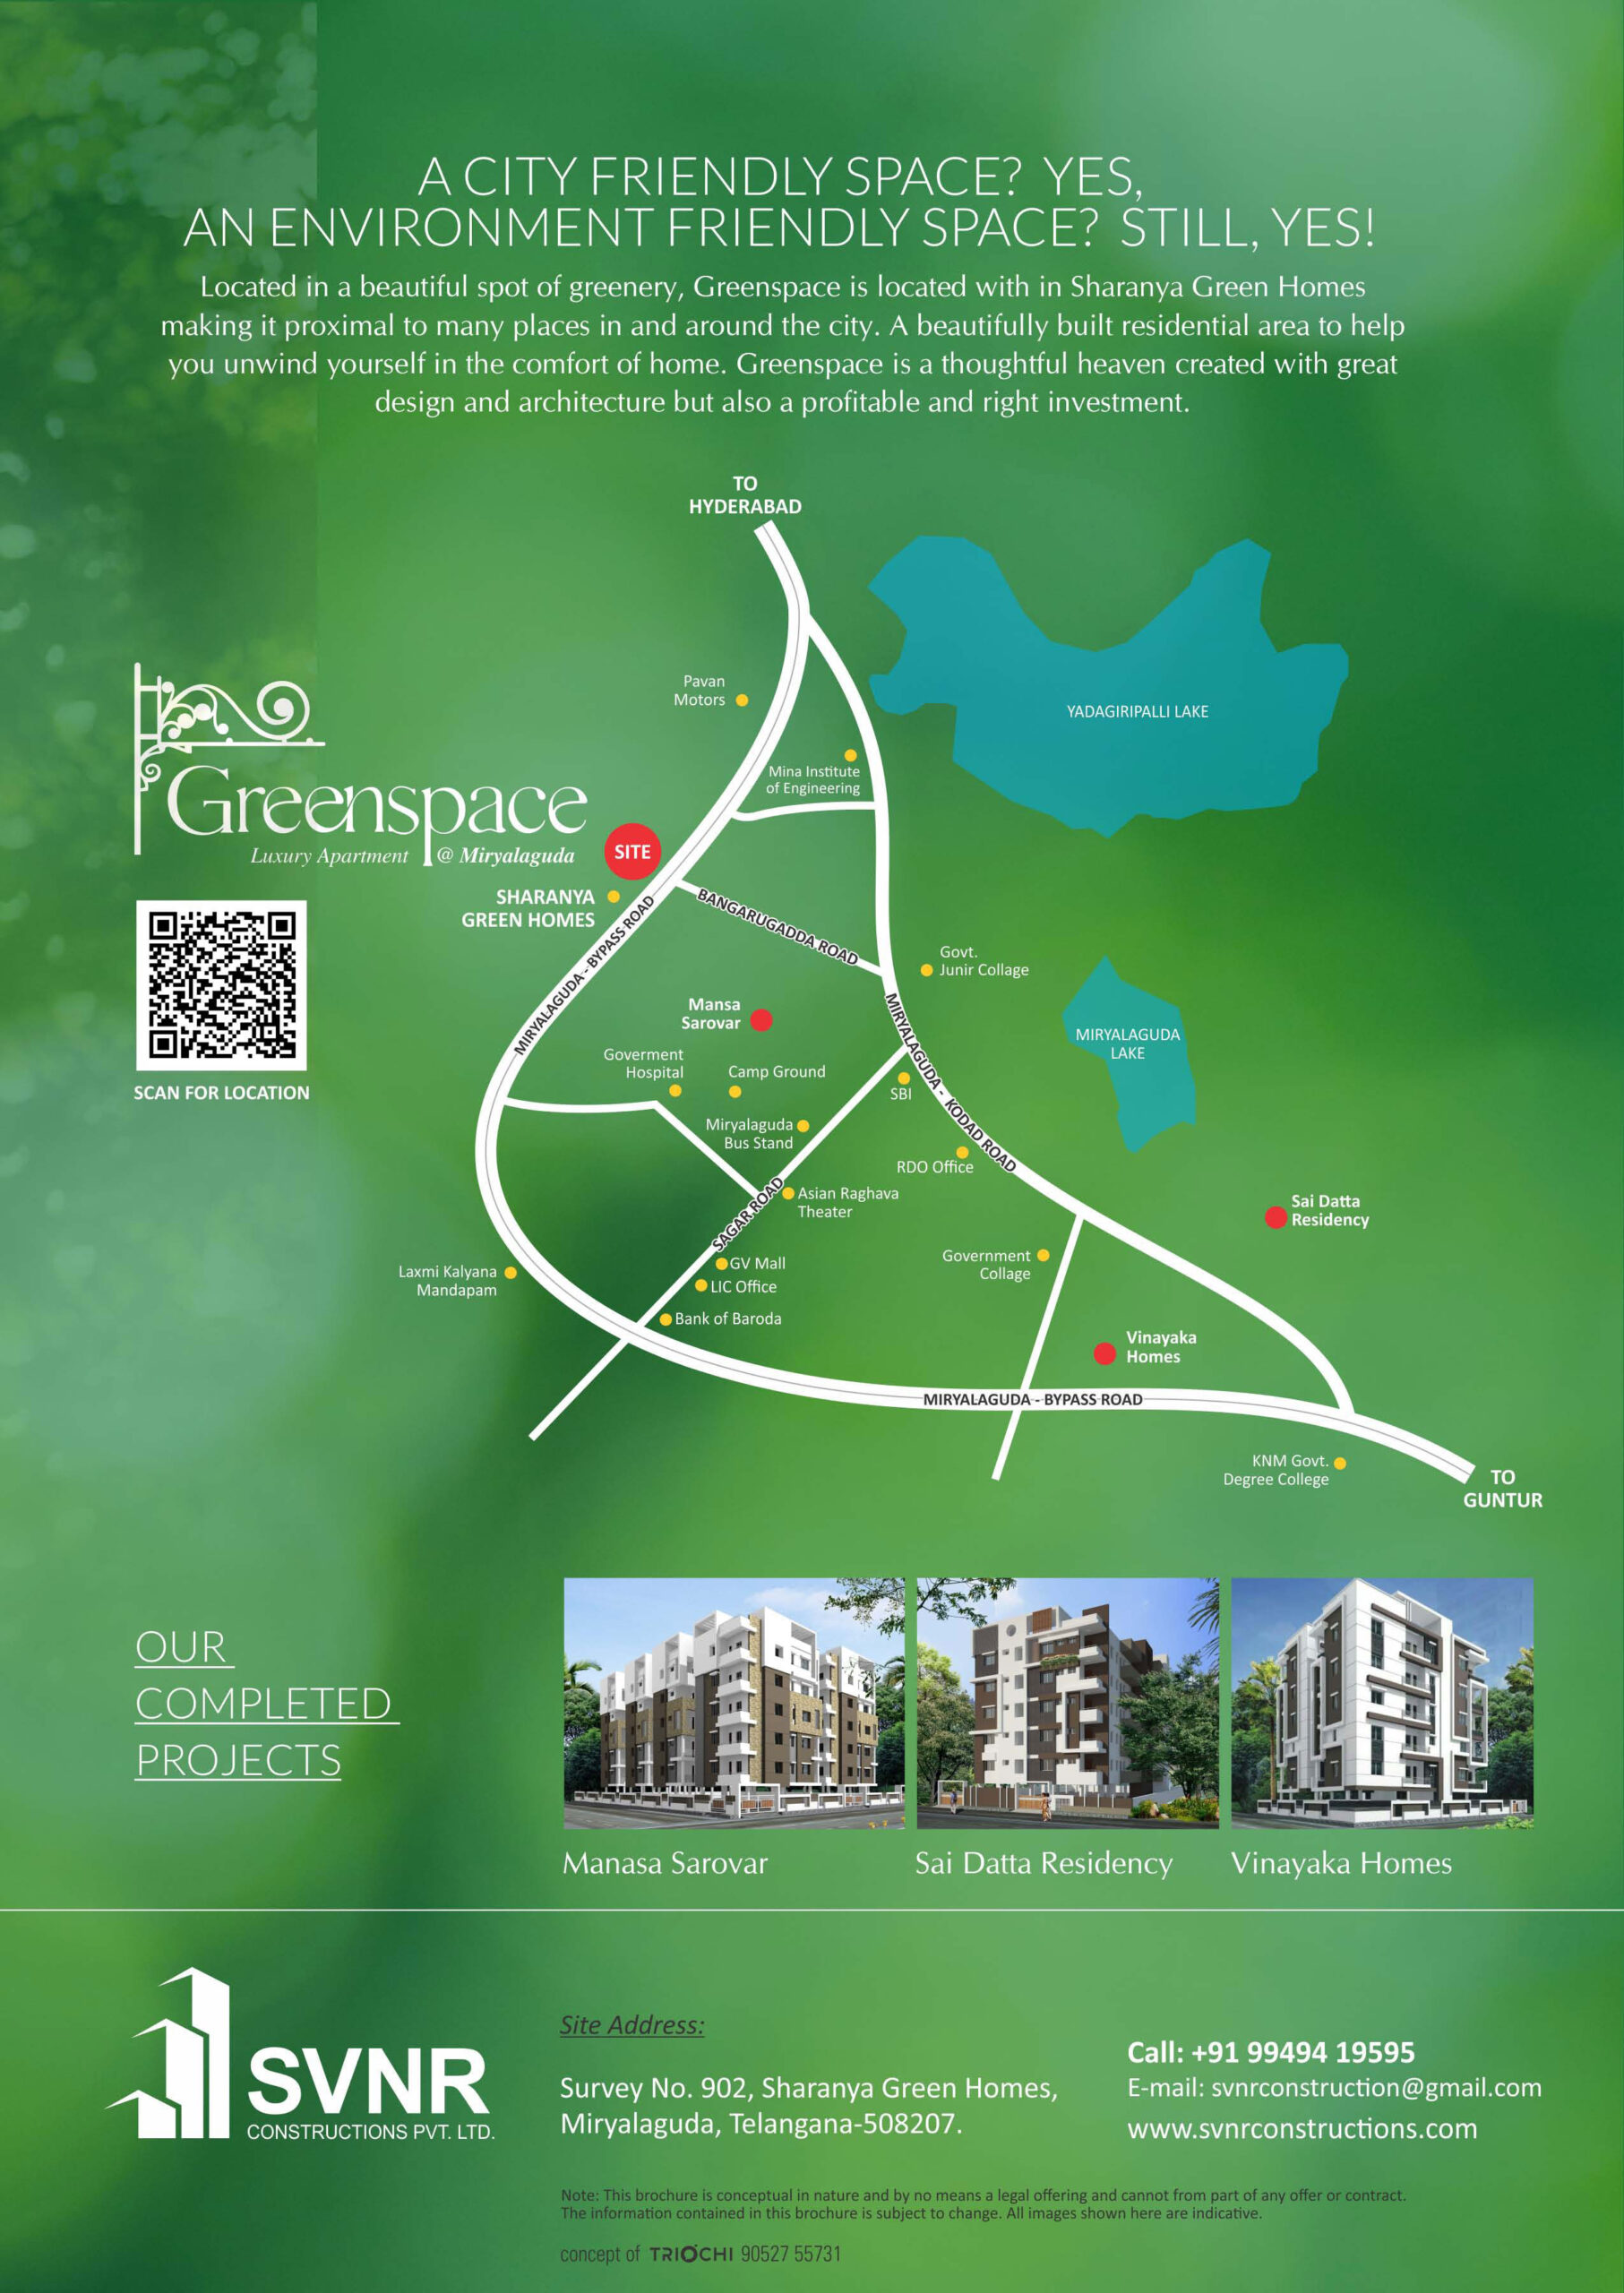 A CITY FRIENDLY SPACE? YES,
AN ENVIRONMENT FRIENDLY SPACE? STILL, YES!
Located in a beautiful spot of greenery, Greenspace is located with in Sharanya Green Homes
making it proximal to many places in and around the city. A beautifully built residential area to help
you unwind yourself in the comfort of home. Greenspace is a thoughtful heaven created with great
design and architecture but also a profitable and right investment.
TO
HYDERABAD
YADAGIRIPALLI LAKE
Pavan
Motors
Mina Institute
of Engineering
Greenspace
Luxury Apartment @ Miryalaguda
SITE
SHARANYA
GREEN HOMES
MIRYALAGUDA - BYPASS ROAD
BANGARUGADDA ROAD
Govt.
Junir Collage
MIRYALAGUDA - KODAD ROAD
MIRYALAGUDA
LAKE
Mansa
Sarovar
Goverment
Hospital
Camp Ground
SBI
SCAN FOR LOCATION
Miryalaguda
Bus Stand
RDO Office
Asian Raghava
Theater
SAGAR ROAD
Sai Datta
Residency
GV Mall
LIC Office
Bank of Baroda
Government
Collage
Laxmi Kalyana
Mandapam
Vinayaka
Homes
MIRYALAGUDA - BYPASS ROAD
KNM Govt.
Degree College
TO
GUNTUR
OUR
COMPLETED
PROJECTS
Manasa Sarovar
Sai Datta Residency
Vinayaka Homes
SVNR
CONSTRUCTIONS PVT. LTD.
Site Address:
Survey No. 902, Sharanya Green Homes,
Miryalaguda, Telangana-508207.
Call: +91 99494 19595
E-mail: svnrconstruction@gmail.com
www.svnrconstructions.com
Note: This brochure is conceptual in nature and by no means a legal offering and cannot from part of any offer or contract.
The information contained in this brochure is subject to change. All images shown here are indicative.
concept of TRIOCHI 90527 55731